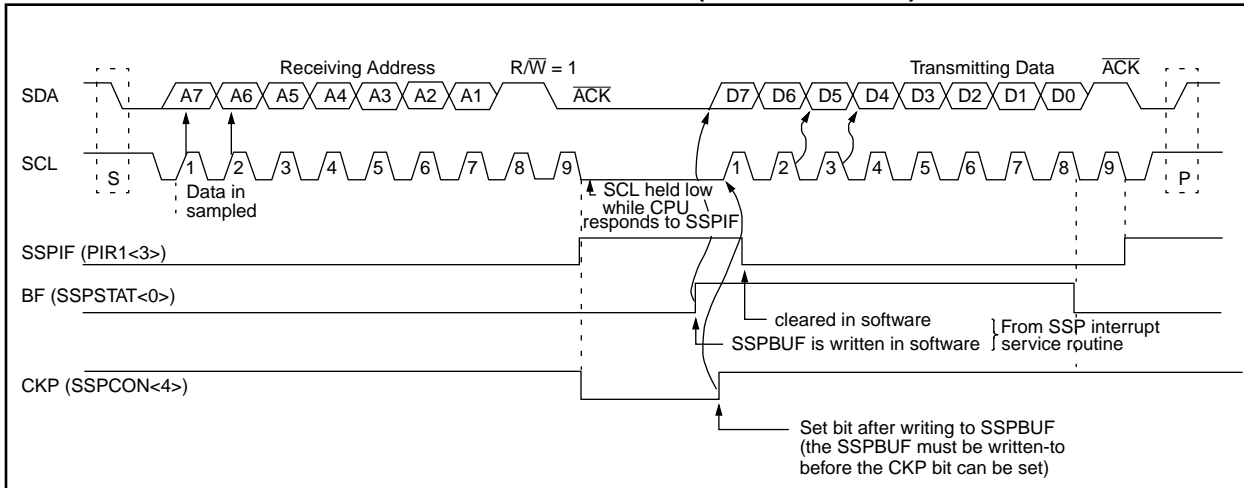 Receiving Address R/W̅ = 1 Transmitting Data A̅C̅K̅
SDA A7 A6 A5 A4 A3 A2 A1 A̅C̅K̅ D7 D6 D5 D4 D3 D2 D1 D0
SCL S 1 2 3 4 5 6 7 8 9 1 2 3 4 5 6 7 8 9 P
Data in
sampled
SCL held low
while CPU
responds to SSPIF
SSPIF (PIR1<3>)
BF (SSPSTAT<0>)
cleared in software
SSPBUF is written in software
From SSP interrupt
service routine
CKP (SSPCON<4>)
Set bit after writing to SSPBUF
(the SSPBUF must be written-to
before the CKP bit can be set)